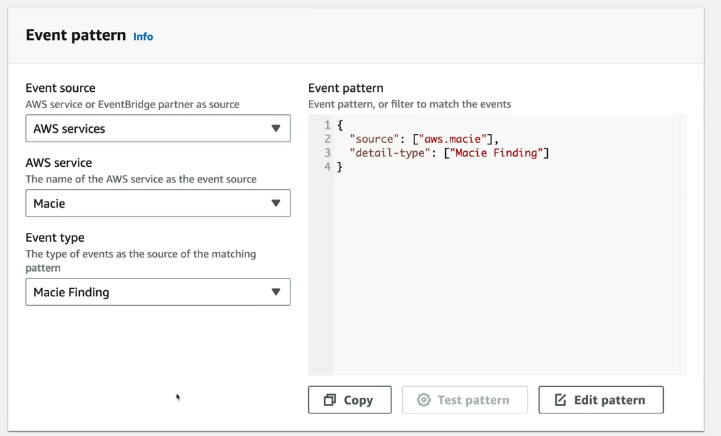 Event pattern Info
Event source
AWS service or EventBridge partner as source
AWS services
AWS service
The name of the AWS service as the event source
Macie
Event type
The type of events as the source of the matching
pattern
Macie Finding
Event pattern
Event pattern, or filter to match the events
1 {
2 "source": ["aws.macie"],
3 "detail-type": ["Macie Finding"]
4 }
Copy
Test pattern
Edit pattern